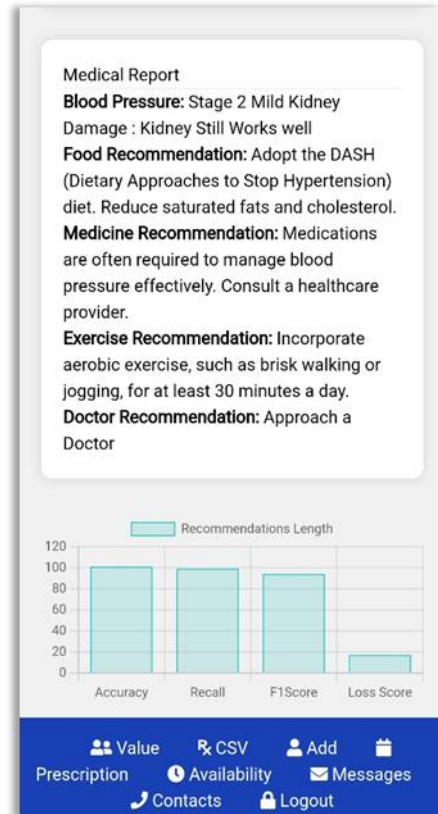 Medical Report
Blood Pressure: Stage 2 Mild Kidney
Damage : Kidney Still Works well
Food Recommendation: Adopt the DASH
(Dietary Approaches to Stop Hypertension)
diet. Reduce saturated fats and cholesterol.
Medicine Recommendation: Medications
are often required to manage blood
pressure effectively. Consult a healthcare
provider.
Exercise Recommendation: Incorporate
aerobic exercise, such as brisk walking or
jogging, for at least 30 minutes a day.
Doctor Recommendation: Approach a
Doctor
Recommendations Length
120
100
80
60
40
20
0
Accuracy Recall F1Score Loss Score
Value CSV Add
Prescription Availability Messages
Contacts Logout